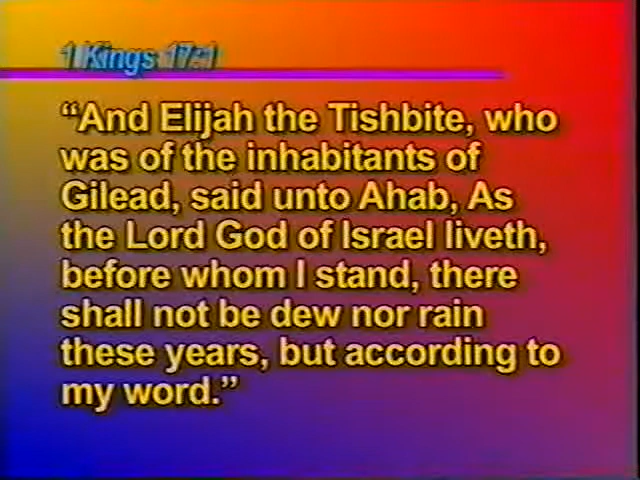 1 Kings 17:1
“And Elijah the Tishbite, who
was of the inhabitants of
Gilead, said unto Ahab, As
the Lord God of Israel liveth,
before whom I stand, there
shall not be dew nor rain
these years, but according to
my word.”